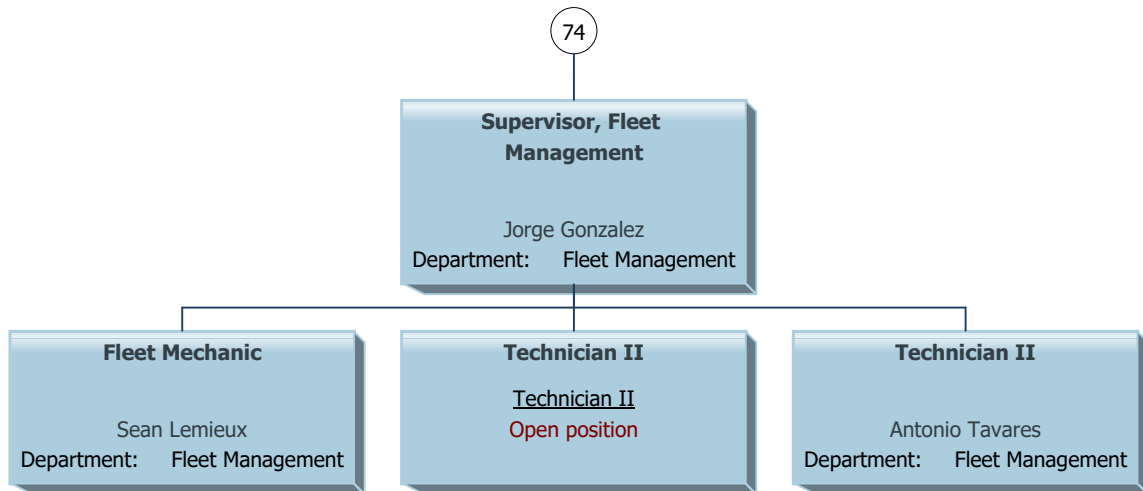 74
Supervisor, Fleet
Management
Jorge Gonzalez
Department: Fleet Management
Fleet Mechanic
Sean Lemieux
Department: Fleet Management
Technician II
Technician II
Open position
Technician II
Antonio Tavares
Department: Fleet Management